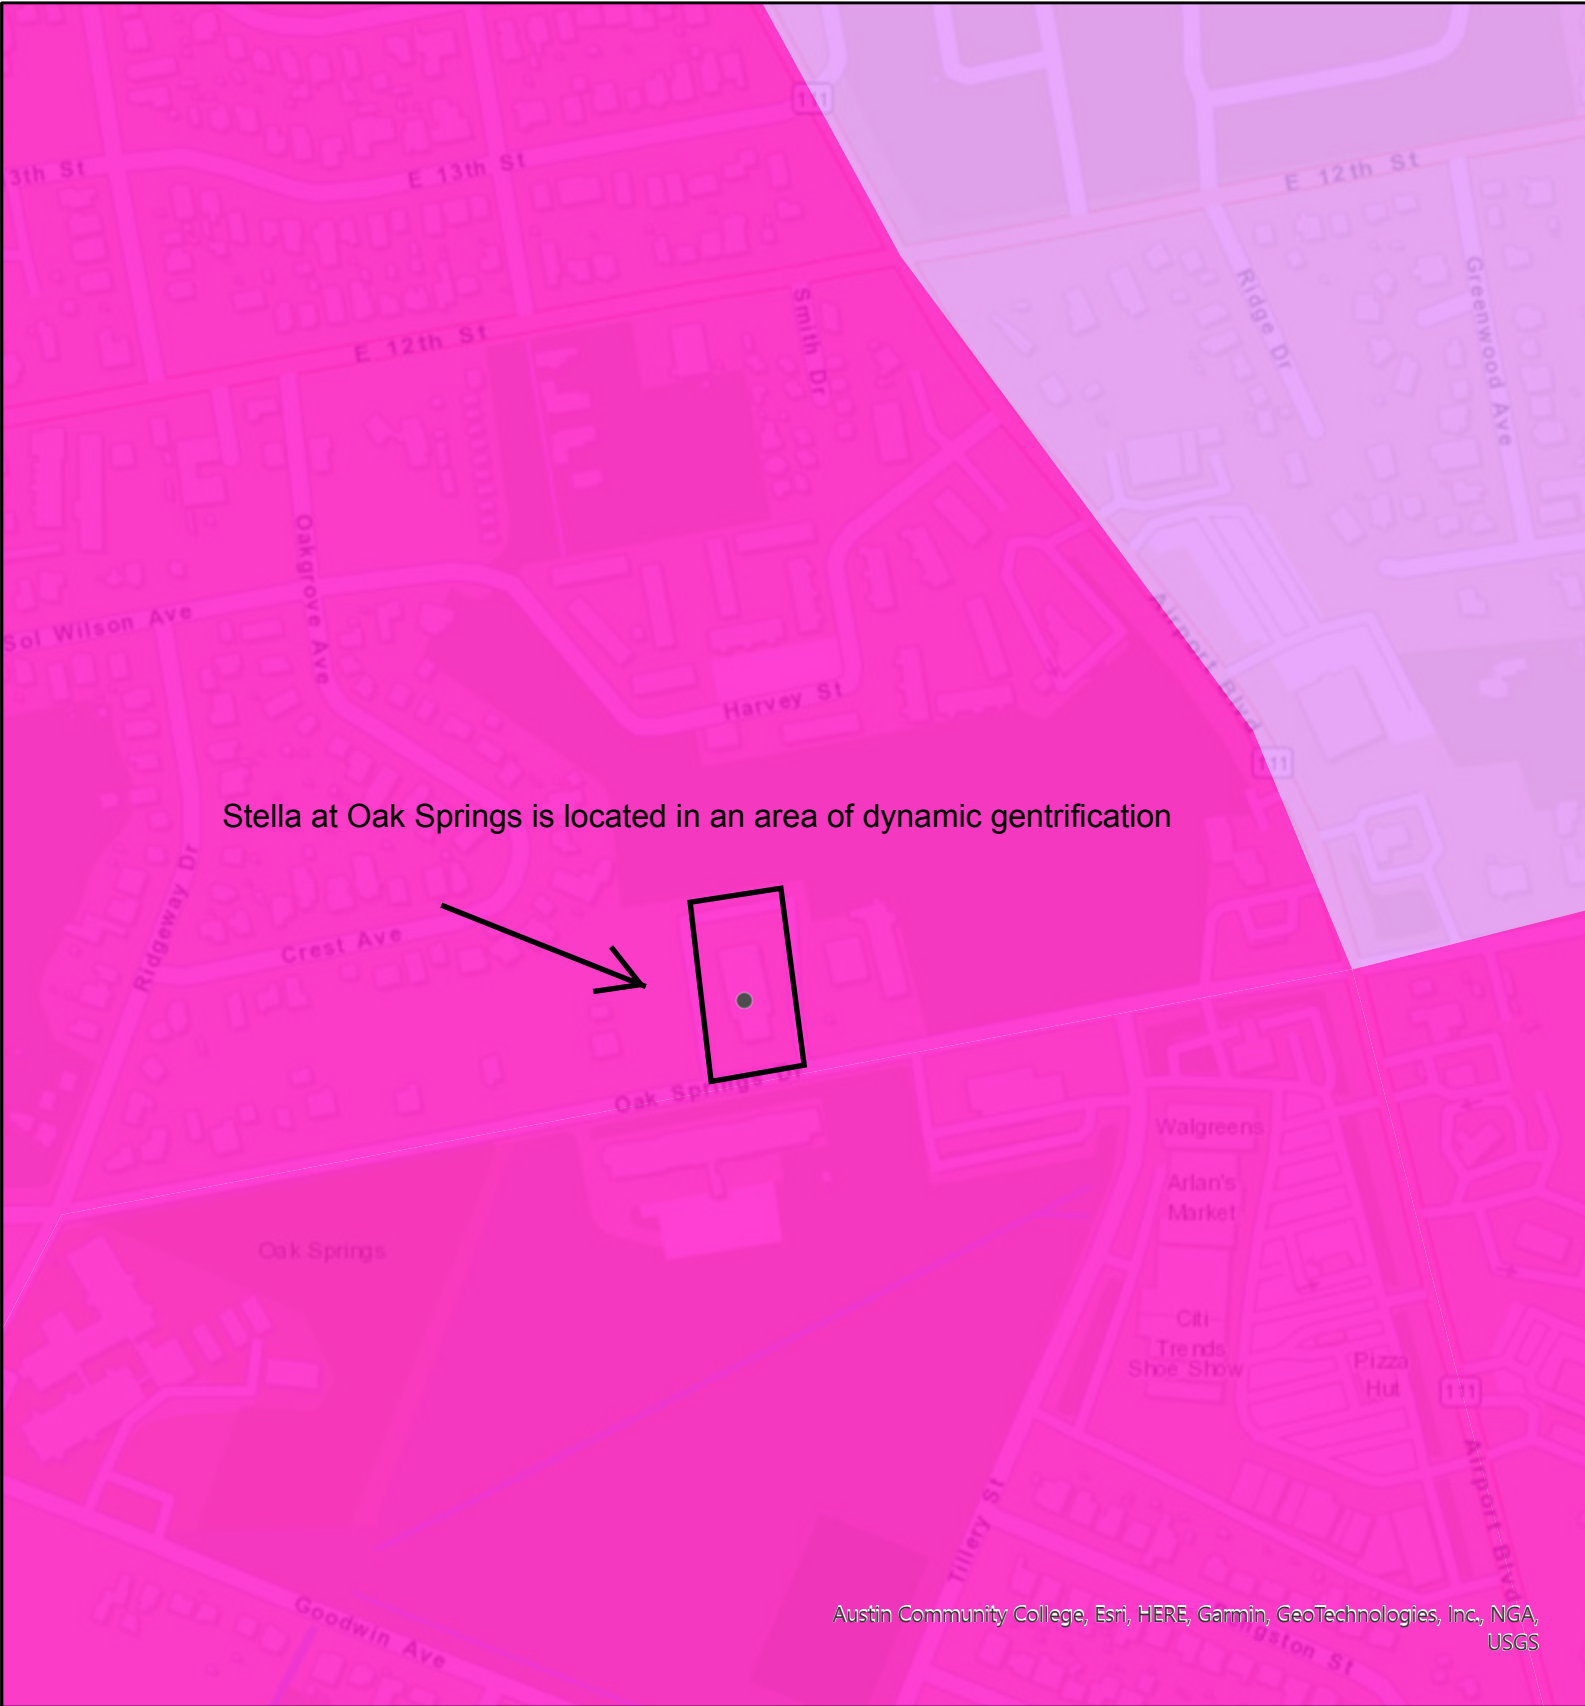 111
3th St
E 13th St
E 12th St
E 12th St
Smith Dr
Ridge Dr
Greenwood Ave
Oakgrove Ave
Sol Wilson Ave
Airport Blvd
Harvey St
111
Stella at Oak Springs is located in an area of dynamic gentrification
Ridgeway Dr
Crest Ave
Oak Springs Dr
Walgreens
Arlan's
Market
Oak Springs
Citi
Trends
Shoe Show
Pizza
Hut
111
Airport Blvd
Tillery St
Goodwin Ave
Austin Community College, Esri, HERE, Garmin, GeoTechnologies, Inc., NGA,
USGS
St